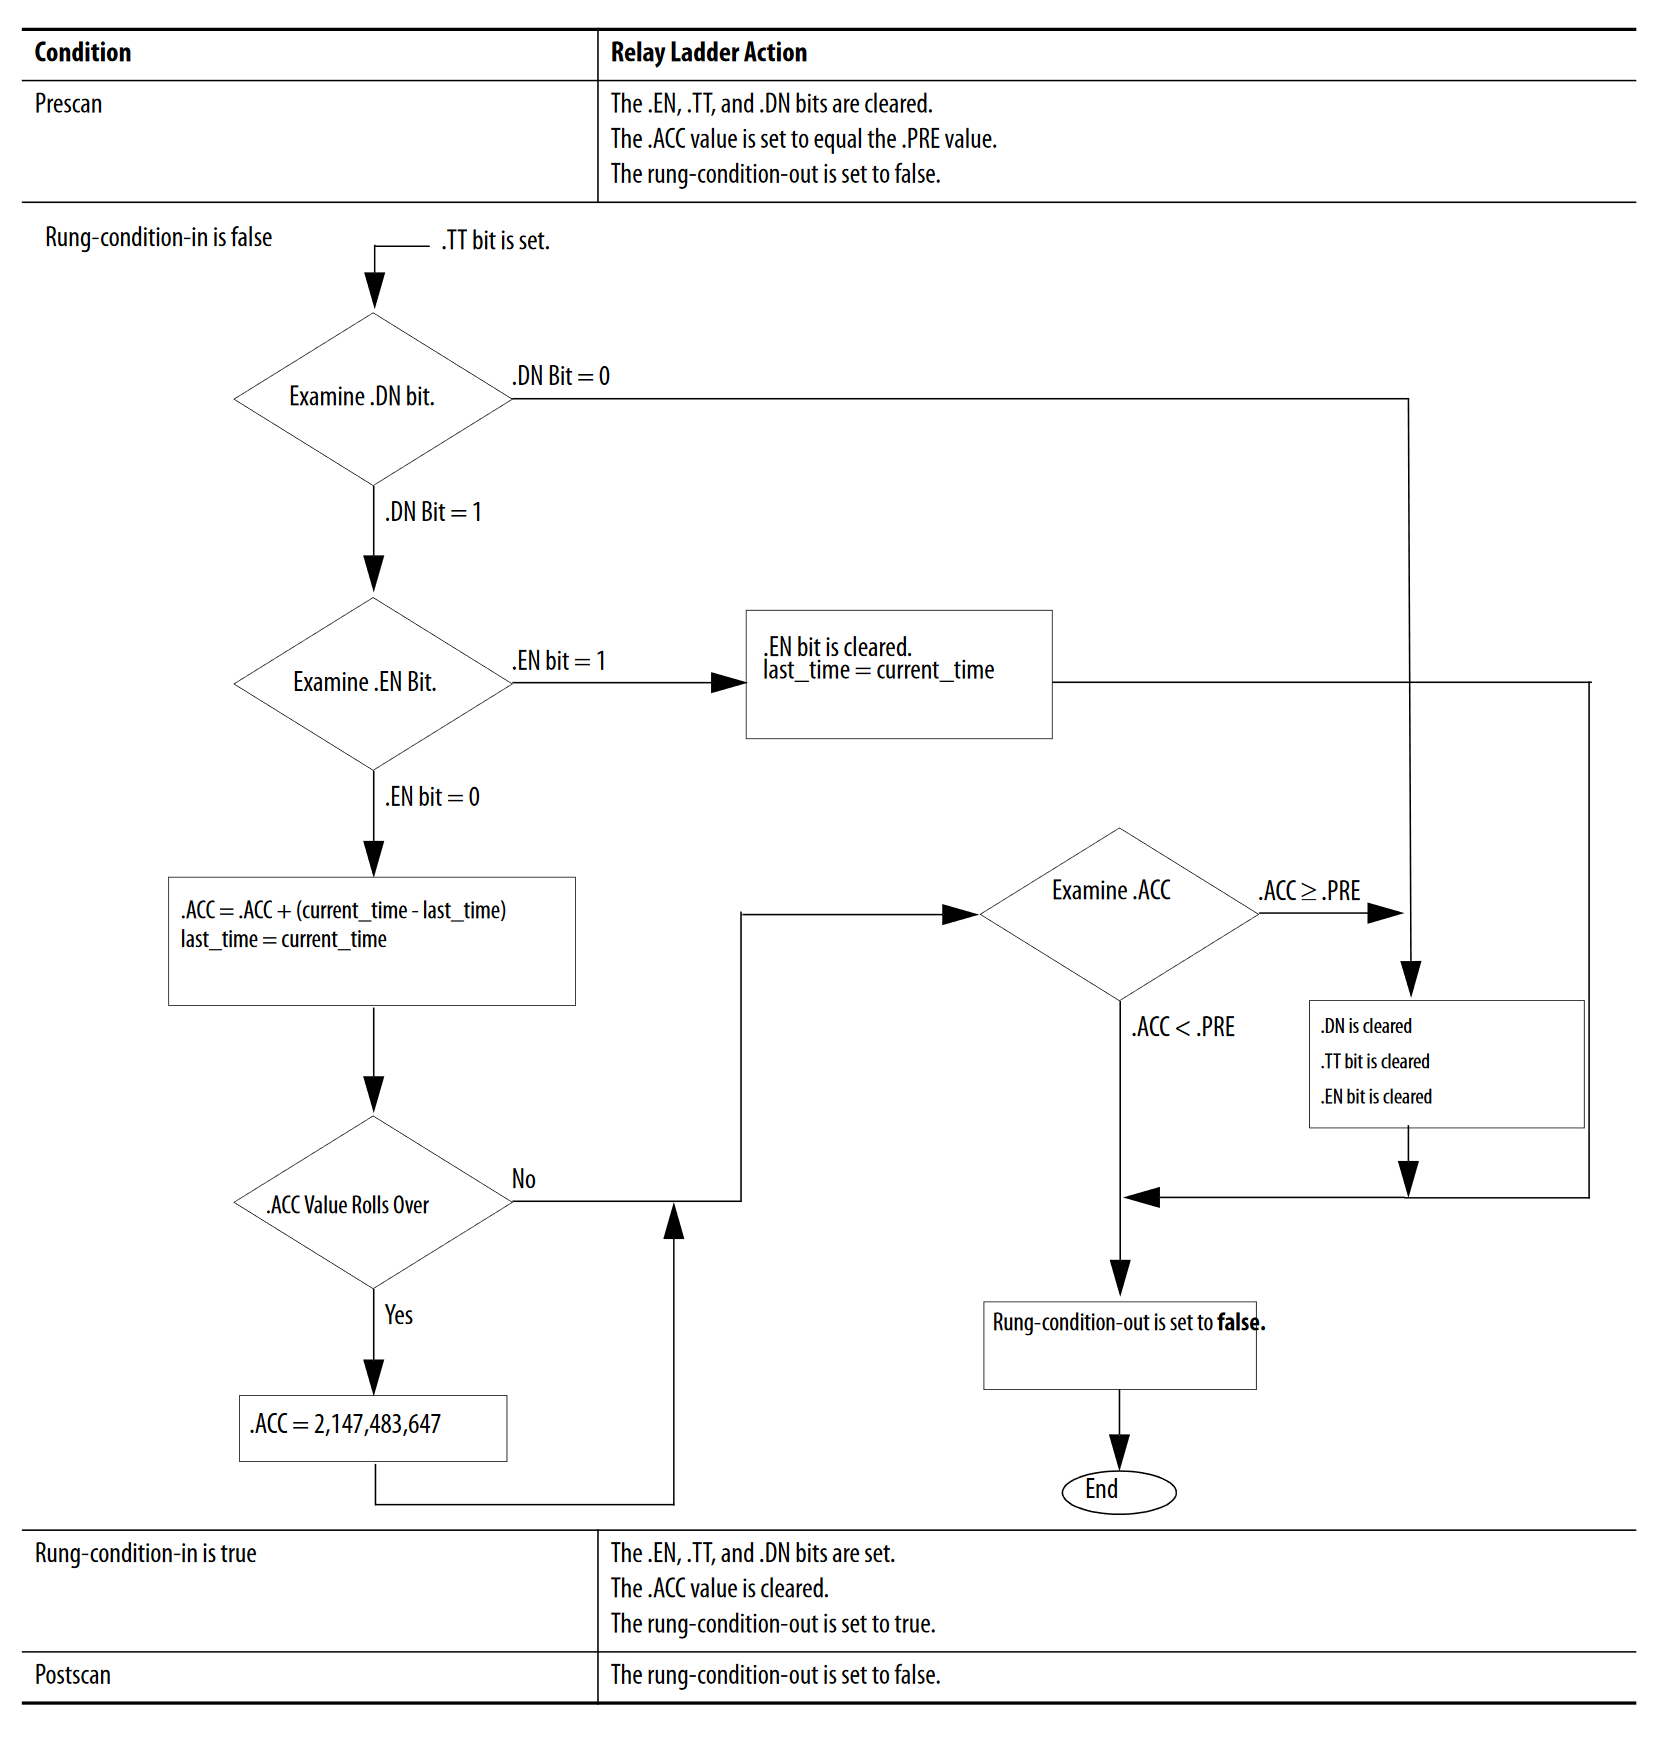 Condition
Relay Ladder Action
Prescan
The .EN, .TT, and .DN bits are cleared.
The .ACC value is set to equal the .PRE value.
The rung-condition-out is set to false.
Rung-condition-in is false
.TT bit is set.
Examine .DN bit.
.DN Bit = 0
.DN Bit = 1
Examine .EN Bit.
.EN bit = 1
.EN bit is cleared.
last_time = current_time
.EN bit = 0
.ACC = .ACC + (current_time - last_time)
last_time = current_time
Examine .ACC
.ACC ≥ .PRE
.ACC < .PRE
.DN is cleared
.TT bit is cleared
.EN bit is cleared
.ACC Value Rolls Over
No
Yes
.ACC = 2,147,483,647
Rung-condition-out is set to false.
End
Rung-condition-in is true
The .EN, .TT, and .DN bits are set.
The .ACC value is cleared.
The rung-condition-out is set to true.
Postscan
The rung-condition-out is set to false.